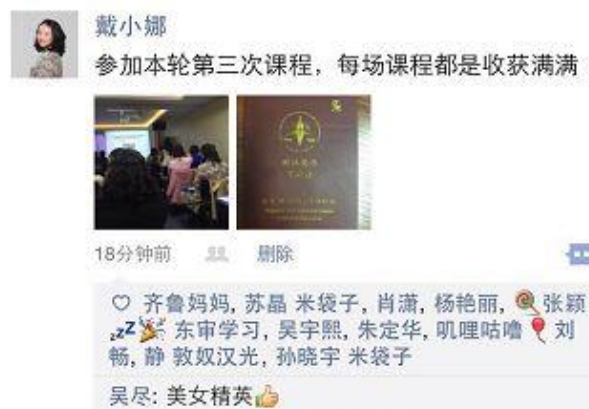 戴小娜
参加本轮第三次课程，每场课程都是收获满满
18分钟前 删除
♡ 齐鲁妈妈, 苏晶 米袋子, 肖潇, 杨艳丽, 🍭张颖
💤🎉 东审学习, 吴宇熙, 朱定华, 叽哩咕噜🎈刘
畅, 静 敦奴汉光, 孙晓宇 米袋子
吴尽: 美女精英👍